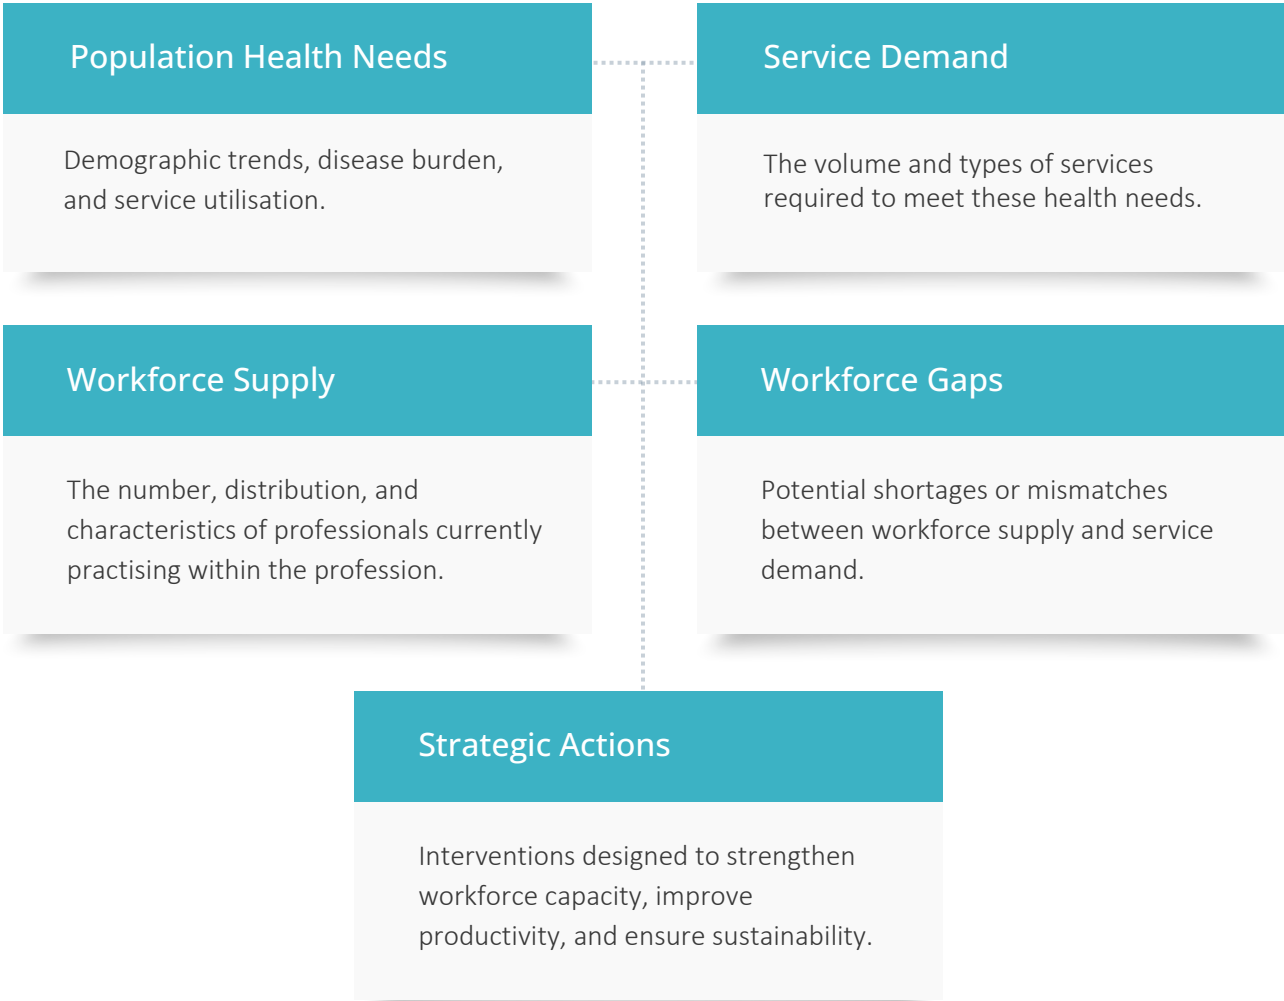 Population Health Needs
Demographic trends, disease burden,
and service utilisation.
Service Demand
The volume and types of services
required to meet these health needs.
Workforce Supply
The number, distribution, and
characteristics of professionals currently
practising within the profession.
Workforce Gaps
Potential shortages or mismatches
between workforce supply and service
demand.
Strategic Actions
Interventions designed to strengthen
workforce capacity, improve
productivity, and ensure sustainability.